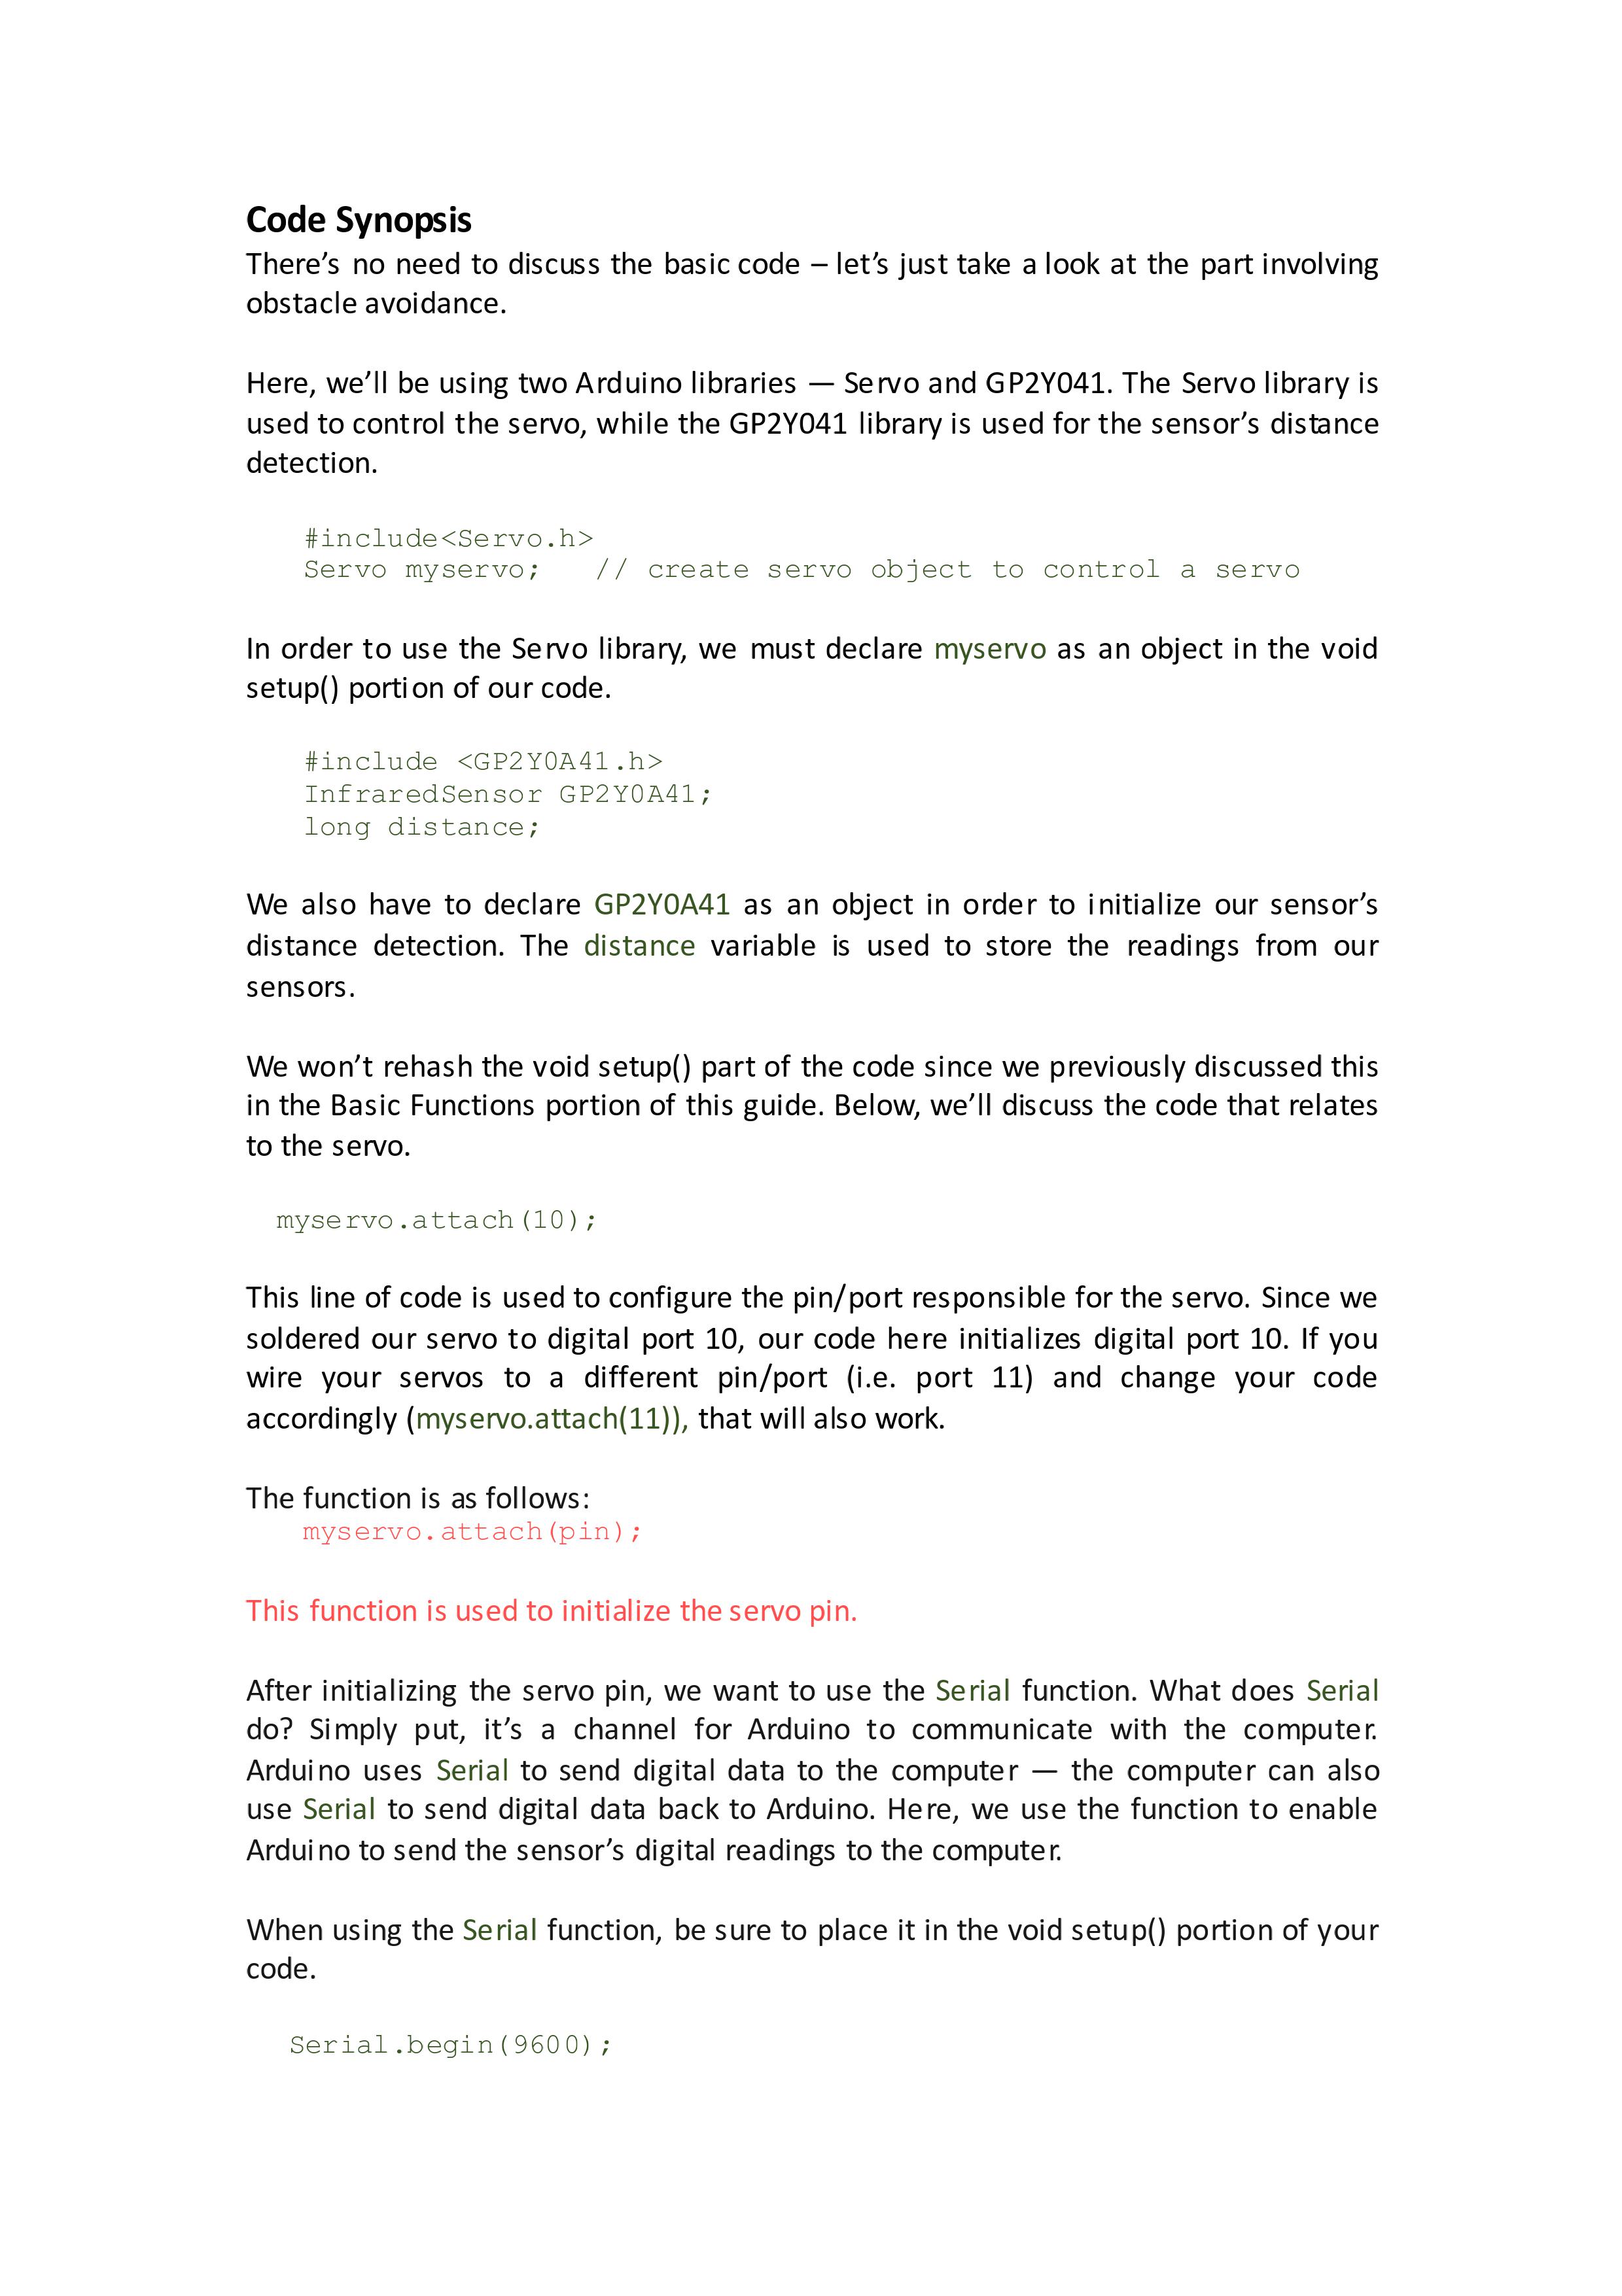 Code Synopsis
There’s no need to discuss the basic code – let’s just take a look at the part involving
obstacle avoidance.
Here, we’ll be using two Arduino libraries — Servo and GP2Y041. The Servo library is
used to control the servo, while the GP2Y041 library is used for the sensor’s distance
detection.
#include<Servo.h>
Servo myservo;   // create servo object to control a servo
In order to use the Servo library, we must declare myservo as an object in the void
setup() portion of our code.
#include <GP2Y0A41.h>
InfraredSensor GP2Y0A41;
long distance;
We also have to declare GP2Y0A41 as an object in order to initialize our sensor’s
distance detection. The distance variable is used to store the readings from our
sensors.
We won’t rehash the void setup() part of the code since we previously discussed this
in the Basic Functions portion of this guide. Below, we’ll discuss the code that relates
to the servo.
myservo.attach(10);
This line of code is used to configure the pin/port responsible for the servo. Since we
soldered our servo to digital port 10, our code here initializes digital port 10. If you
wire your servos to a different pin/port (i.e. port 11) and change your code
accordingly (myservo.attach(11)), that will also work.
The function is as follows:
myservo.attach(pin);
This function is used to initialize the servo pin.
After initializing the servo pin, we want to use the Serial function. What does Serial
do? Simply put, it’s a channel for Arduino to communicate with the computer.
Arduino uses Serial to send digital data to the computer — the computer can also
use Serial to send digital data back to Arduino. Here, we use the function to enable
Arduino to send the sensor’s digital readings to the computer.
When using the Serial function, be sure to place it in the void setup() portion of your
code.
Serial.begin(9600);